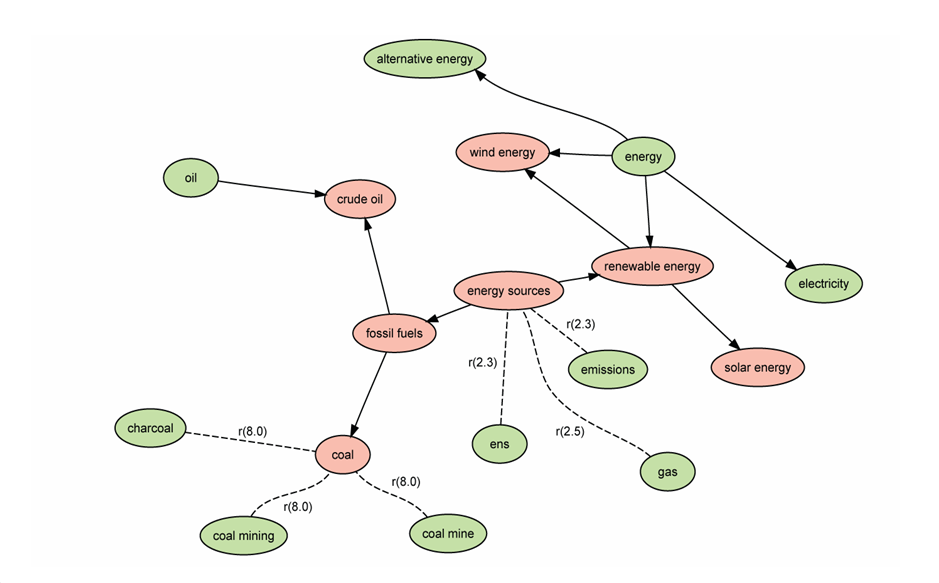 alternative energy
wind energy
energy
oil
crude oil
renewable energy
electricity
energy sources
r(2.3)
fossil fuels
r(2.3)
emissions
solar energy
charcoal
r(8.0)
r(2.5)
ens
coal
gas
r(8.0)
r(8.0)
coal mining
coal mine